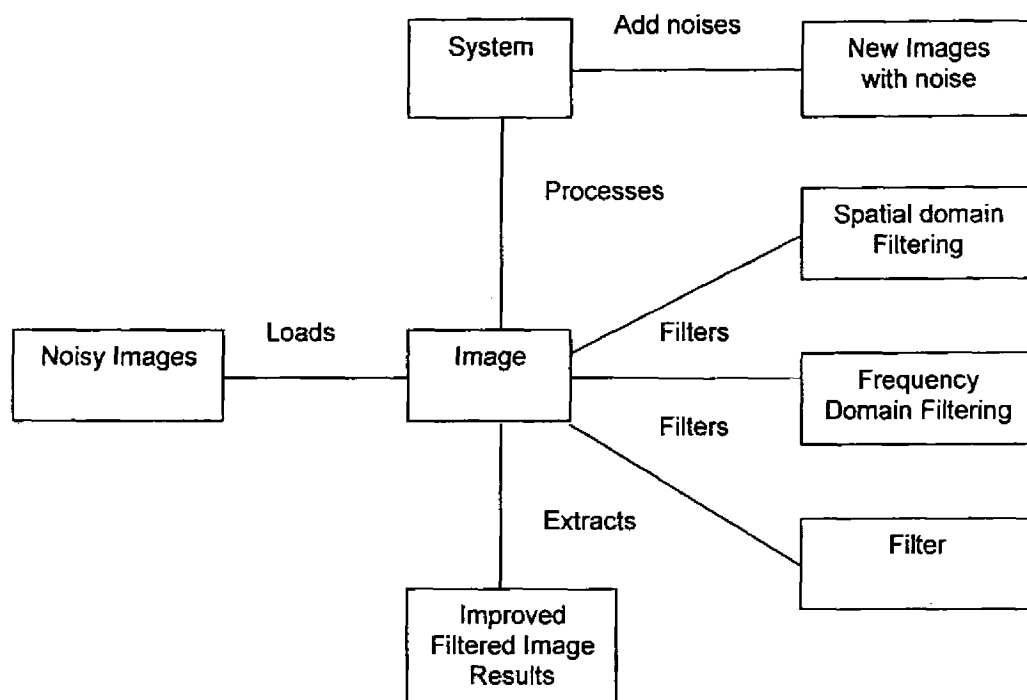 Add noises
System
New Images
with noise
Processes
Spatial domain
Filtering
Loads
Filters
Noisy Images
Image
Frequency
Domain Filtering
Filters
Extracts
Filter
Improved
Filtered Image
Results